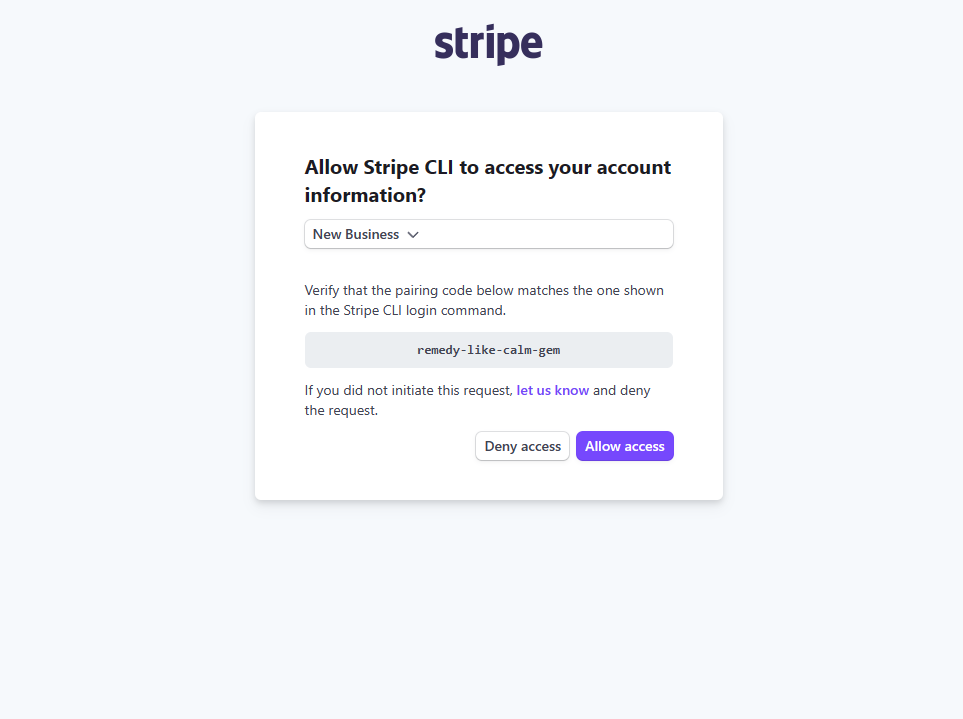 stripe
Allow Stripe CLI to access your account
information?
New Business
Verify that the pairing code below matches the one shown
in the Stripe CLI login command.
remedy-like-calm-gem
If you did not initiate this request, let us know and deny
the request.
Deny access Allow access